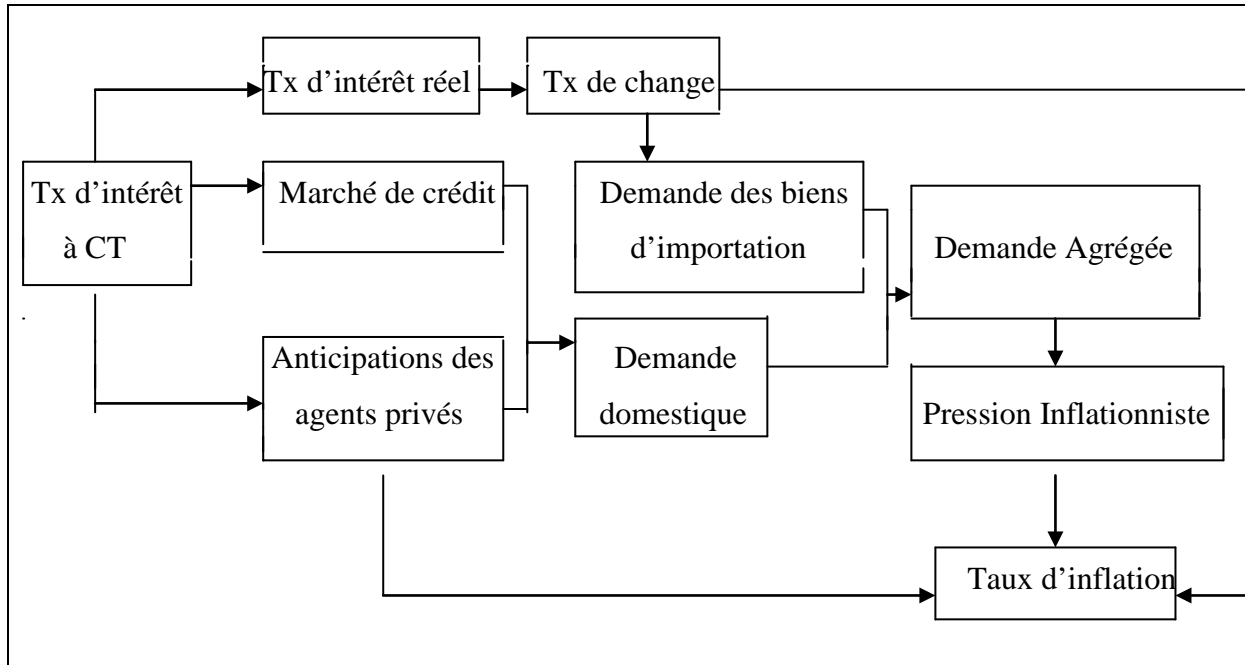 Tx d'intérêt réel
Tx de change
Tx d'intérêt
à CT
Marché de crédit
Demande des biens
d'importation
Demande Agrégée
Anticipations des
agents privés
Demande
domestique
Pression Inflationniste
Taux d'inflation